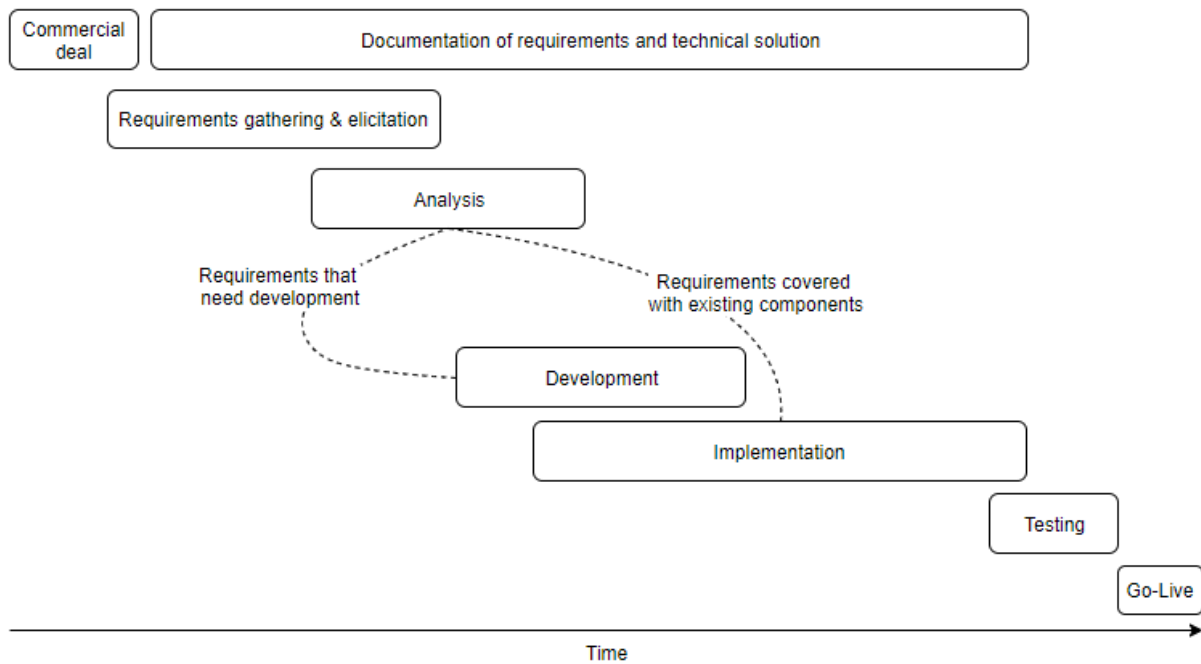 Commercial
deal
Documentation of requirements and technical solution
Requirements gathering & elicitation
Analysis
Requirements that
need development
Requirements covered
with existing components
Development
Implementation
Testing
Go-Live
Time